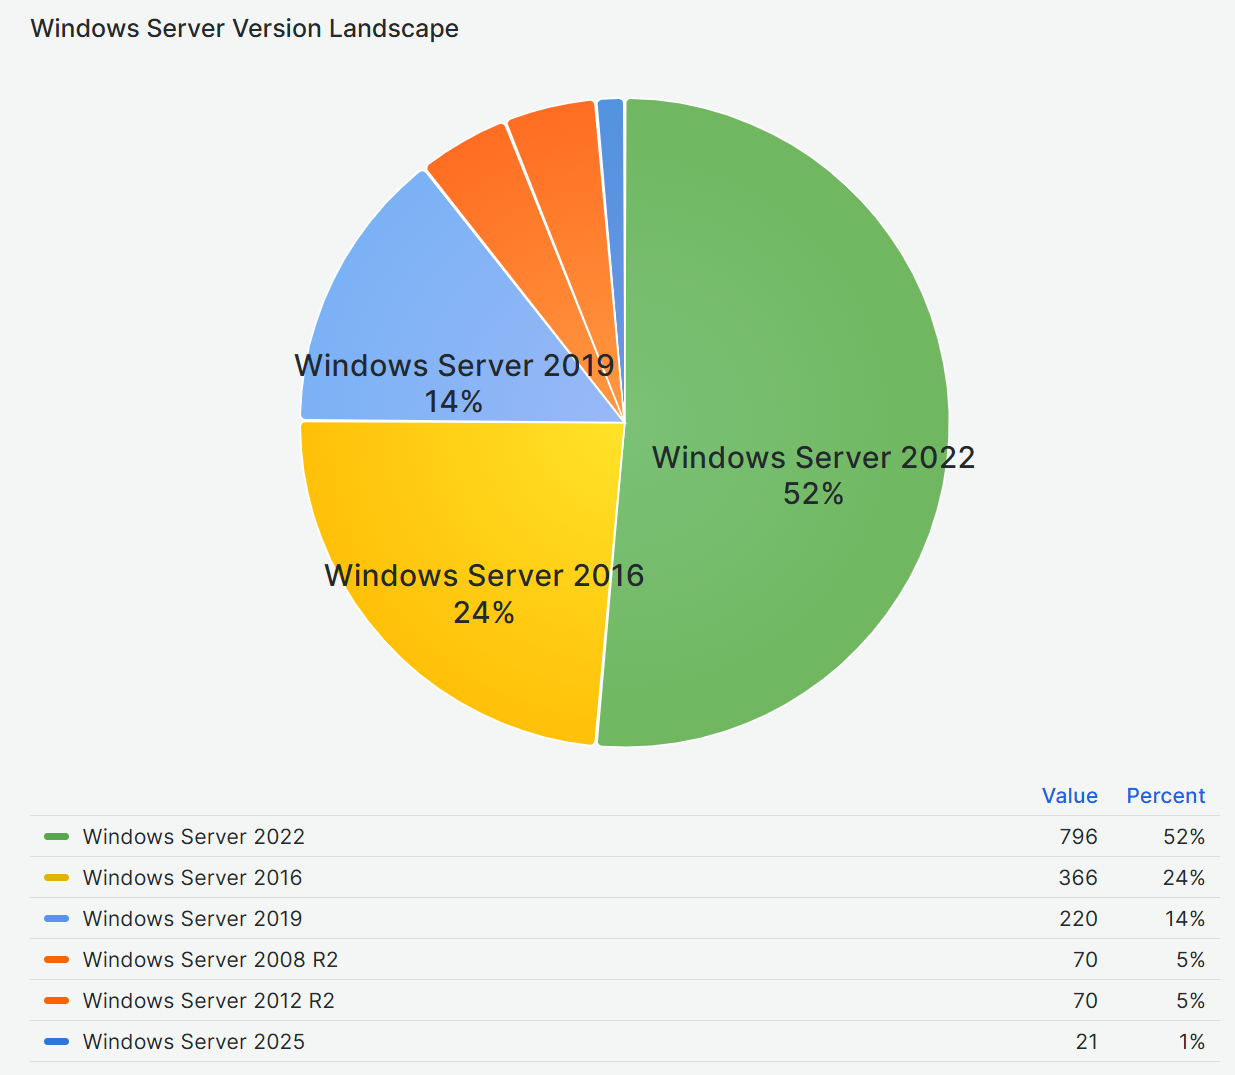 Windows Server Version Landscape
Windows Server 2019
14%
Windows Server 2022
52%
Windows Server 2016
24%
Value Percent
Windows Server 2022 796 52%
Windows Server 2016 366 24%
Windows Server 2019 220 14%
Windows Server 2008 R2 70 5%
Windows Server 2012 R2 70 5%
Windows Server 2025 21 1%